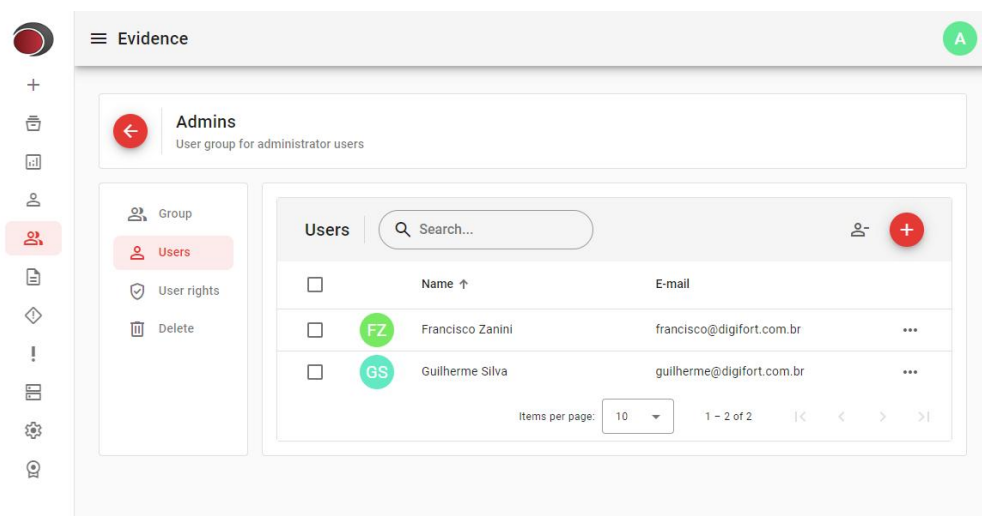 Evidence
A
Admins
User group for administrator users
Group
Users
User rights
Delete
Users
Search...
Name
E-mail
FZ
Francisco Zanini
francisco@digifort.com.br
GS
Guilherme Silva
guilherme@digifort.com.br
Items per page: 10 1 – 2 of 2